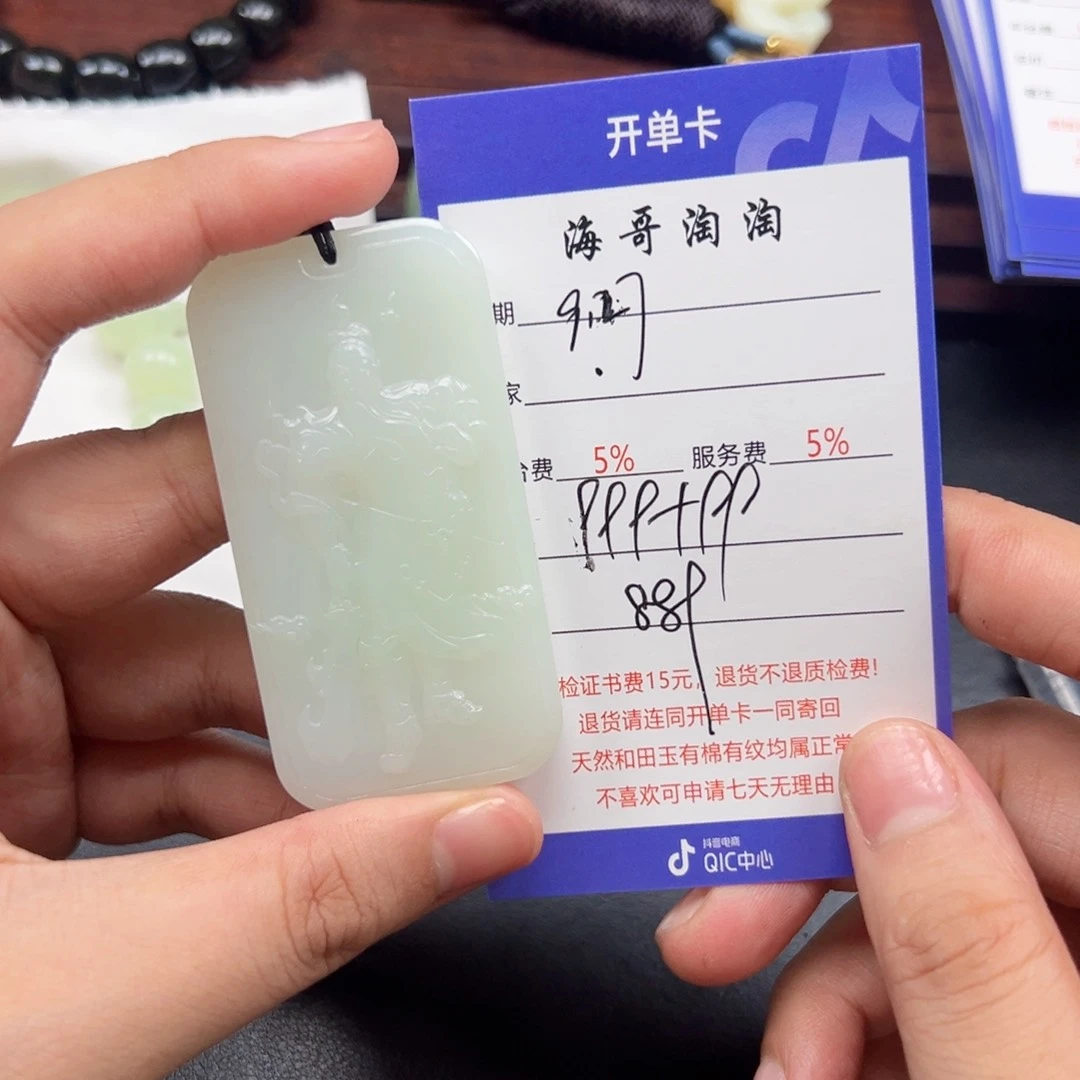 开单卡
海哥淘淘
期
家
台费 5% 服务费 5%
检证书费15元，退货不退质检费!
退货请连同开单卡一同寄回
天然和田玉有棉有纹均属正常
不喜欢可申请七天无理由
抖音电商
QIC中心